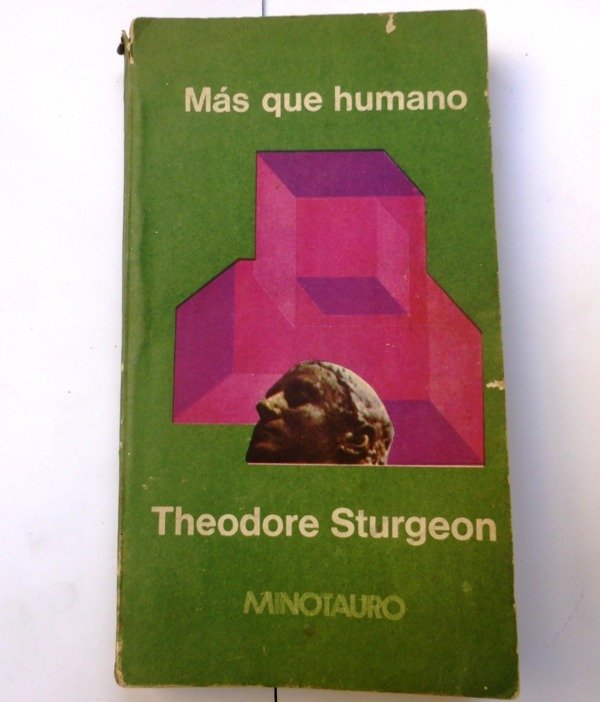 Más que humano
Theodore Sturgeon
MINOTAURO